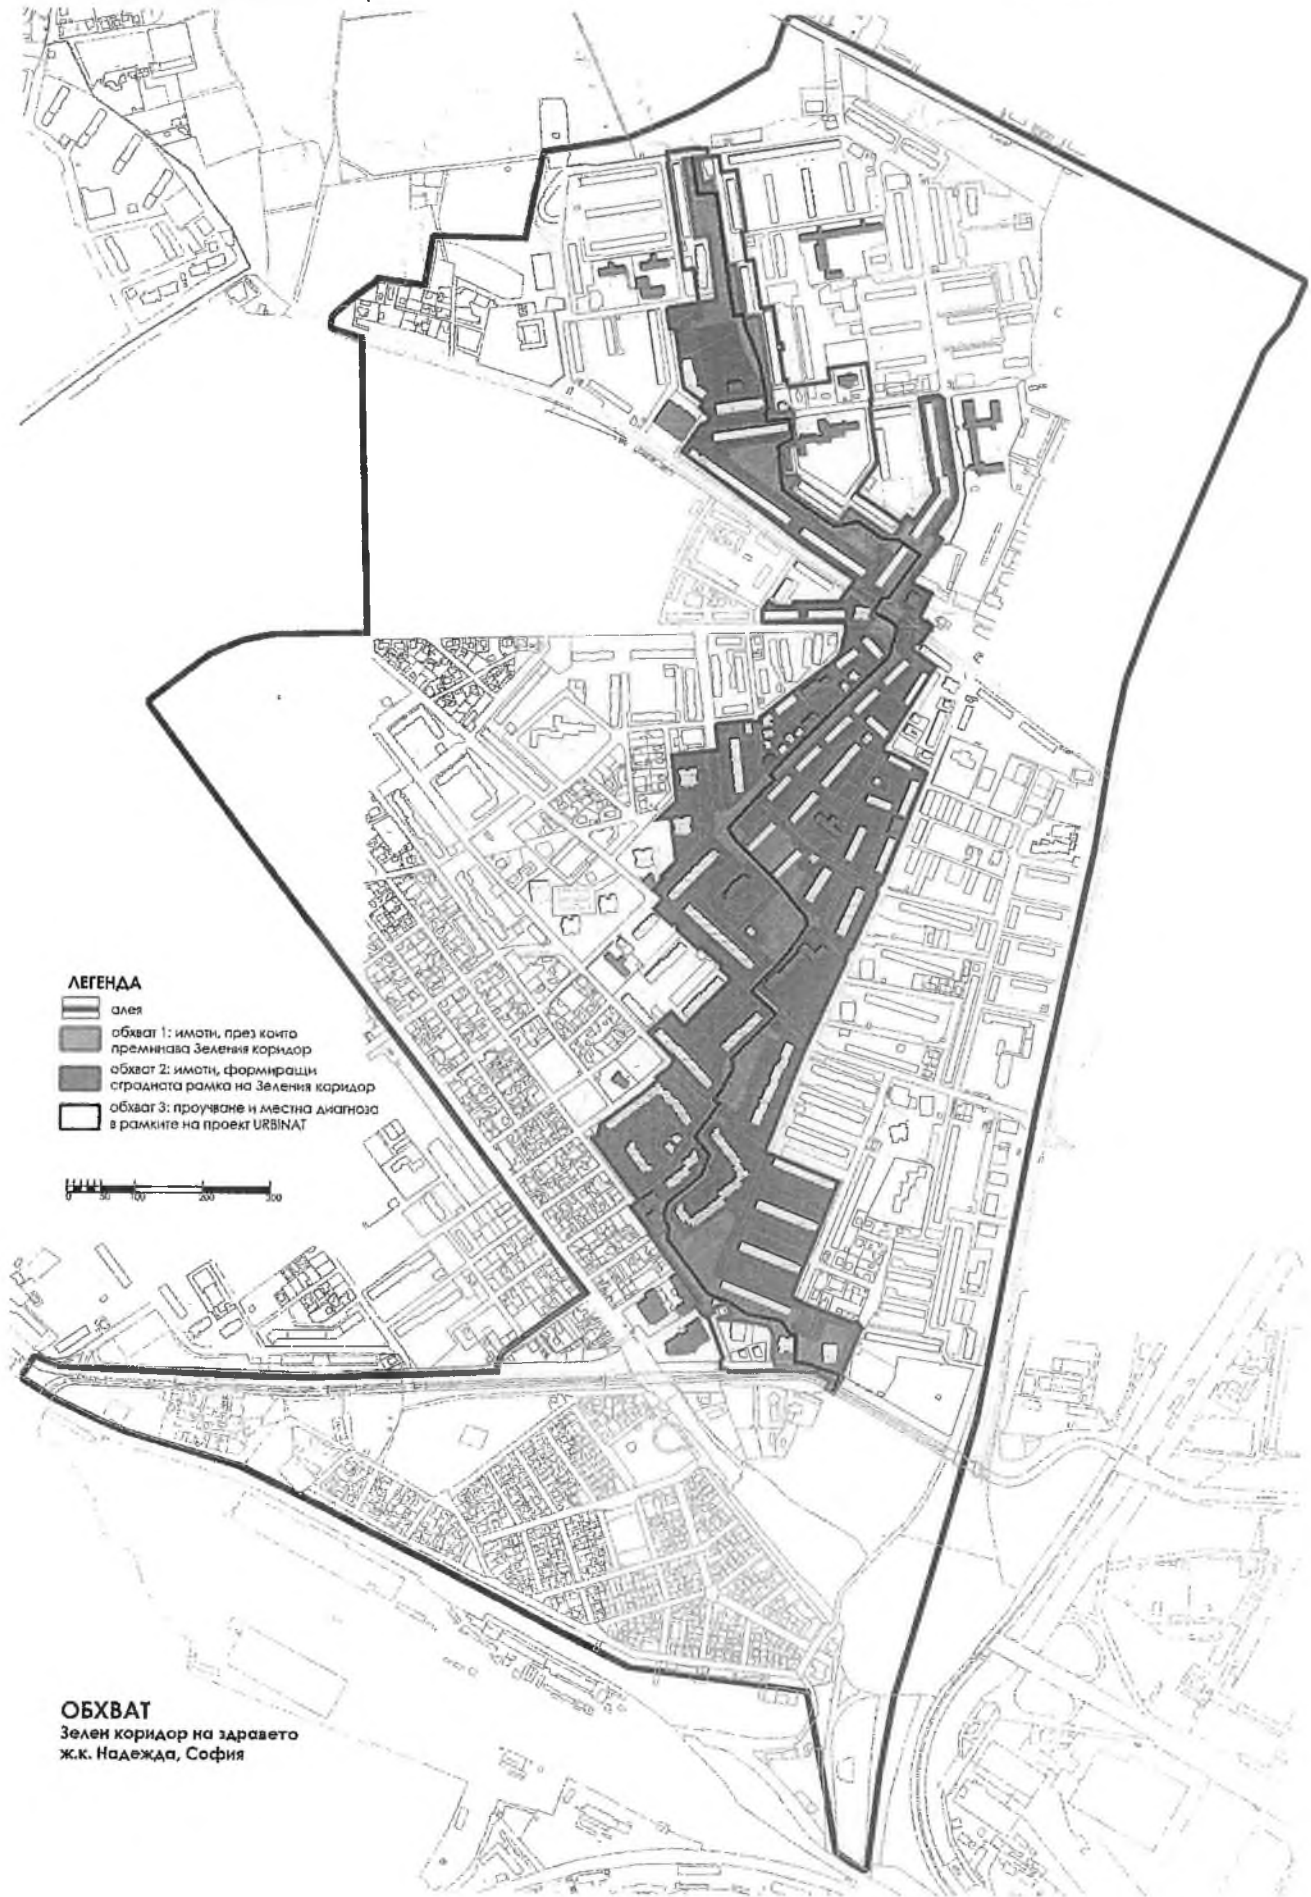 ЛЕГЕНДА
алея
обхват 1: имоти, през които
преминава Зеления коридор
обхват 2: имоти, формиращи
сградната рамка на Зеления коридор
обхват 3: проучване и местна диагноза
в рамките на проект URBINAT
0 50 100 200 300
ОБХВАТ
Зелен коридор на здравето
ж.к. Надежда, София